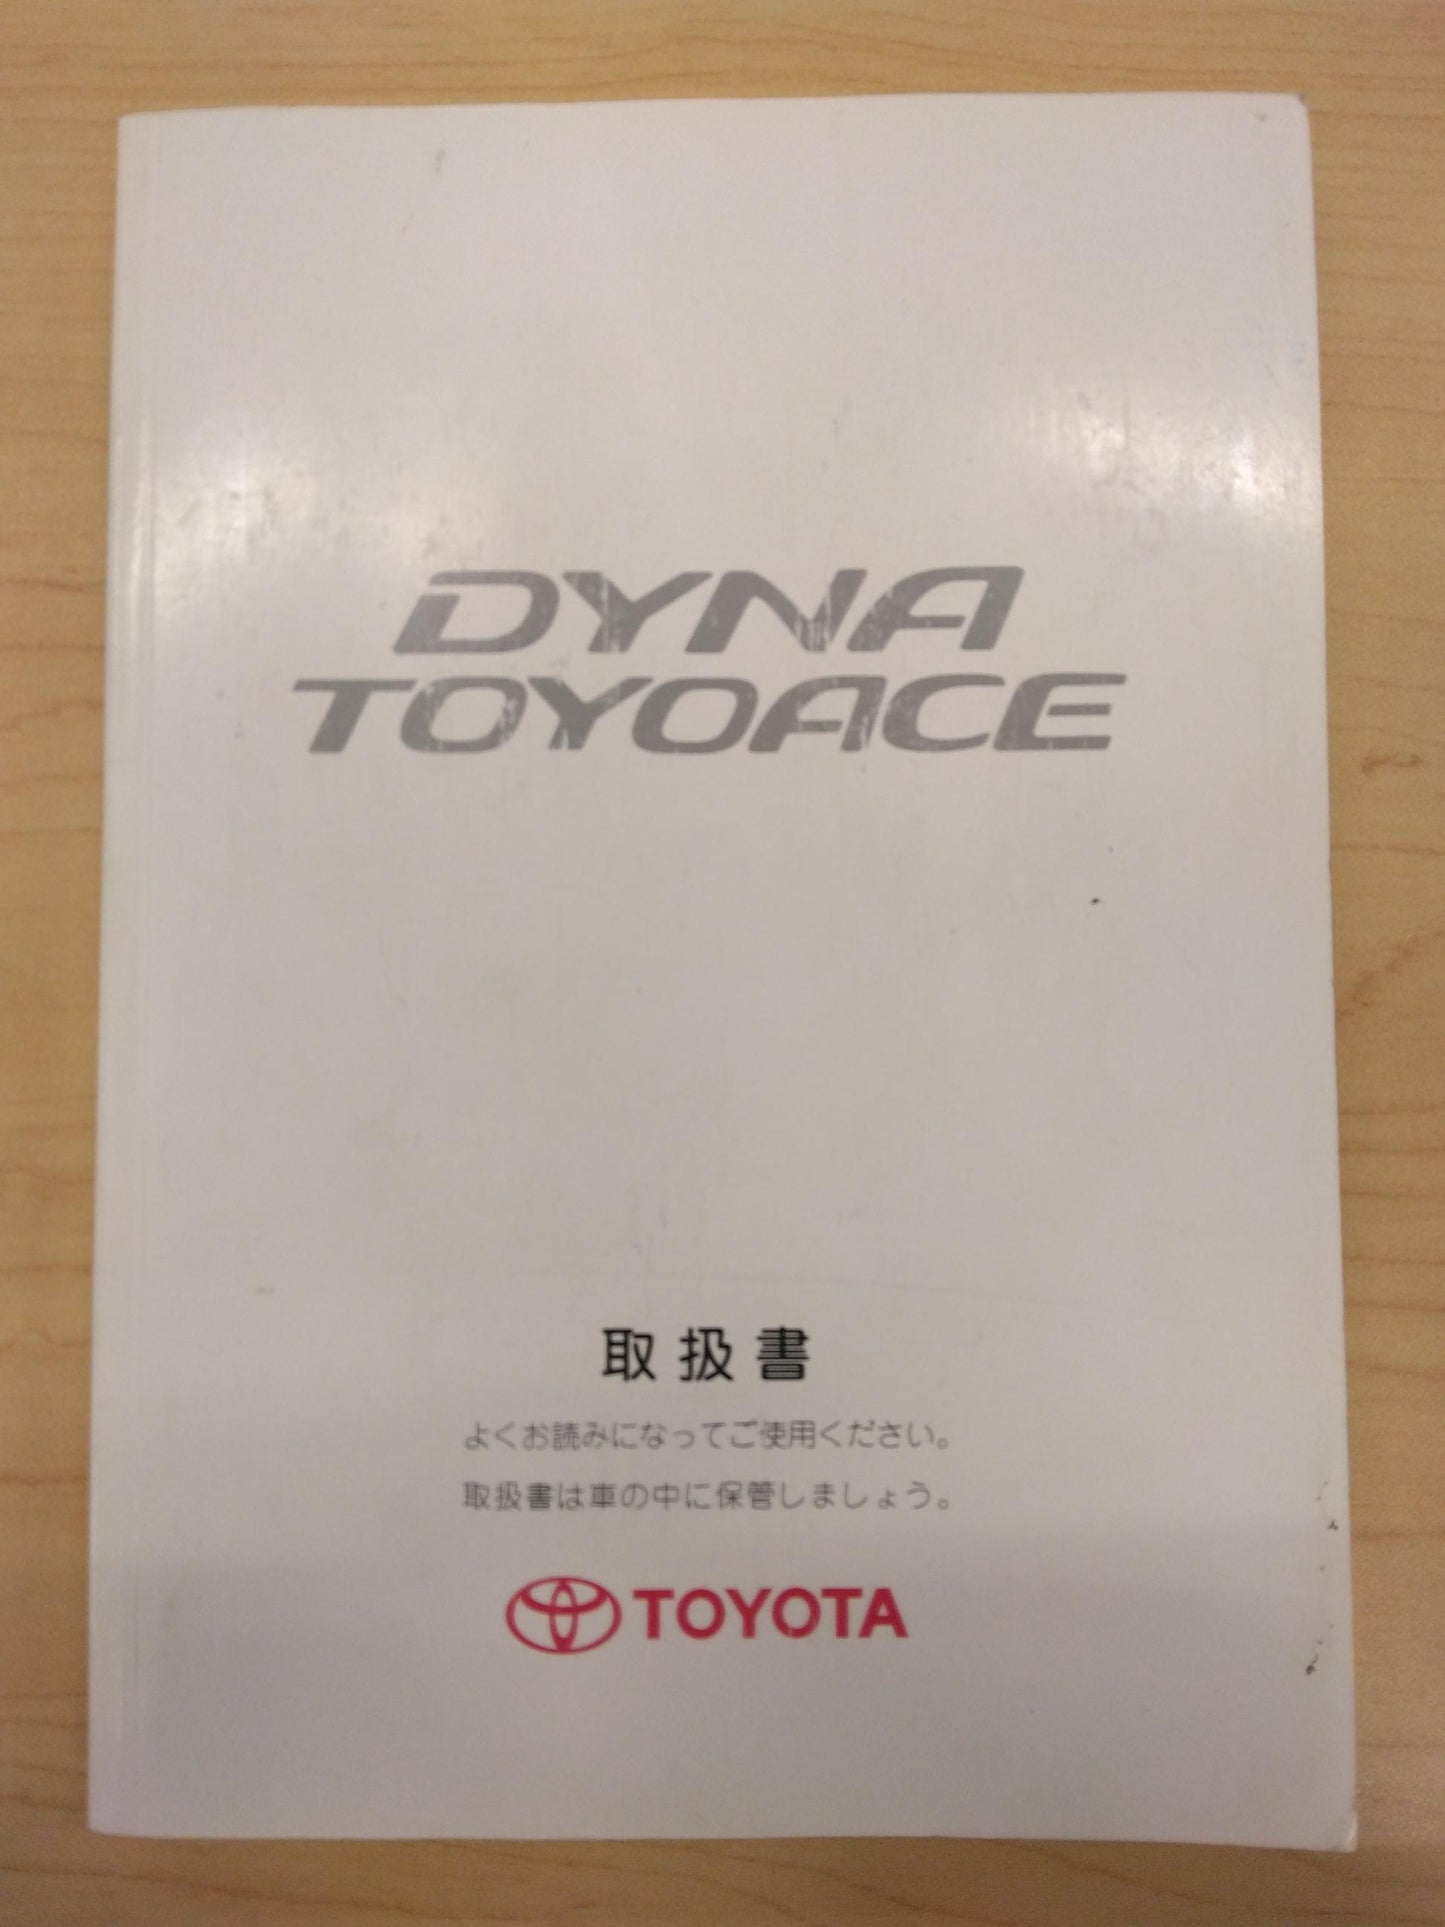 DYNA
TOYOACE
取扱書
よくお読みになってご使用ください。
取扱書は車の中に保管しましょう。
TOYOTA